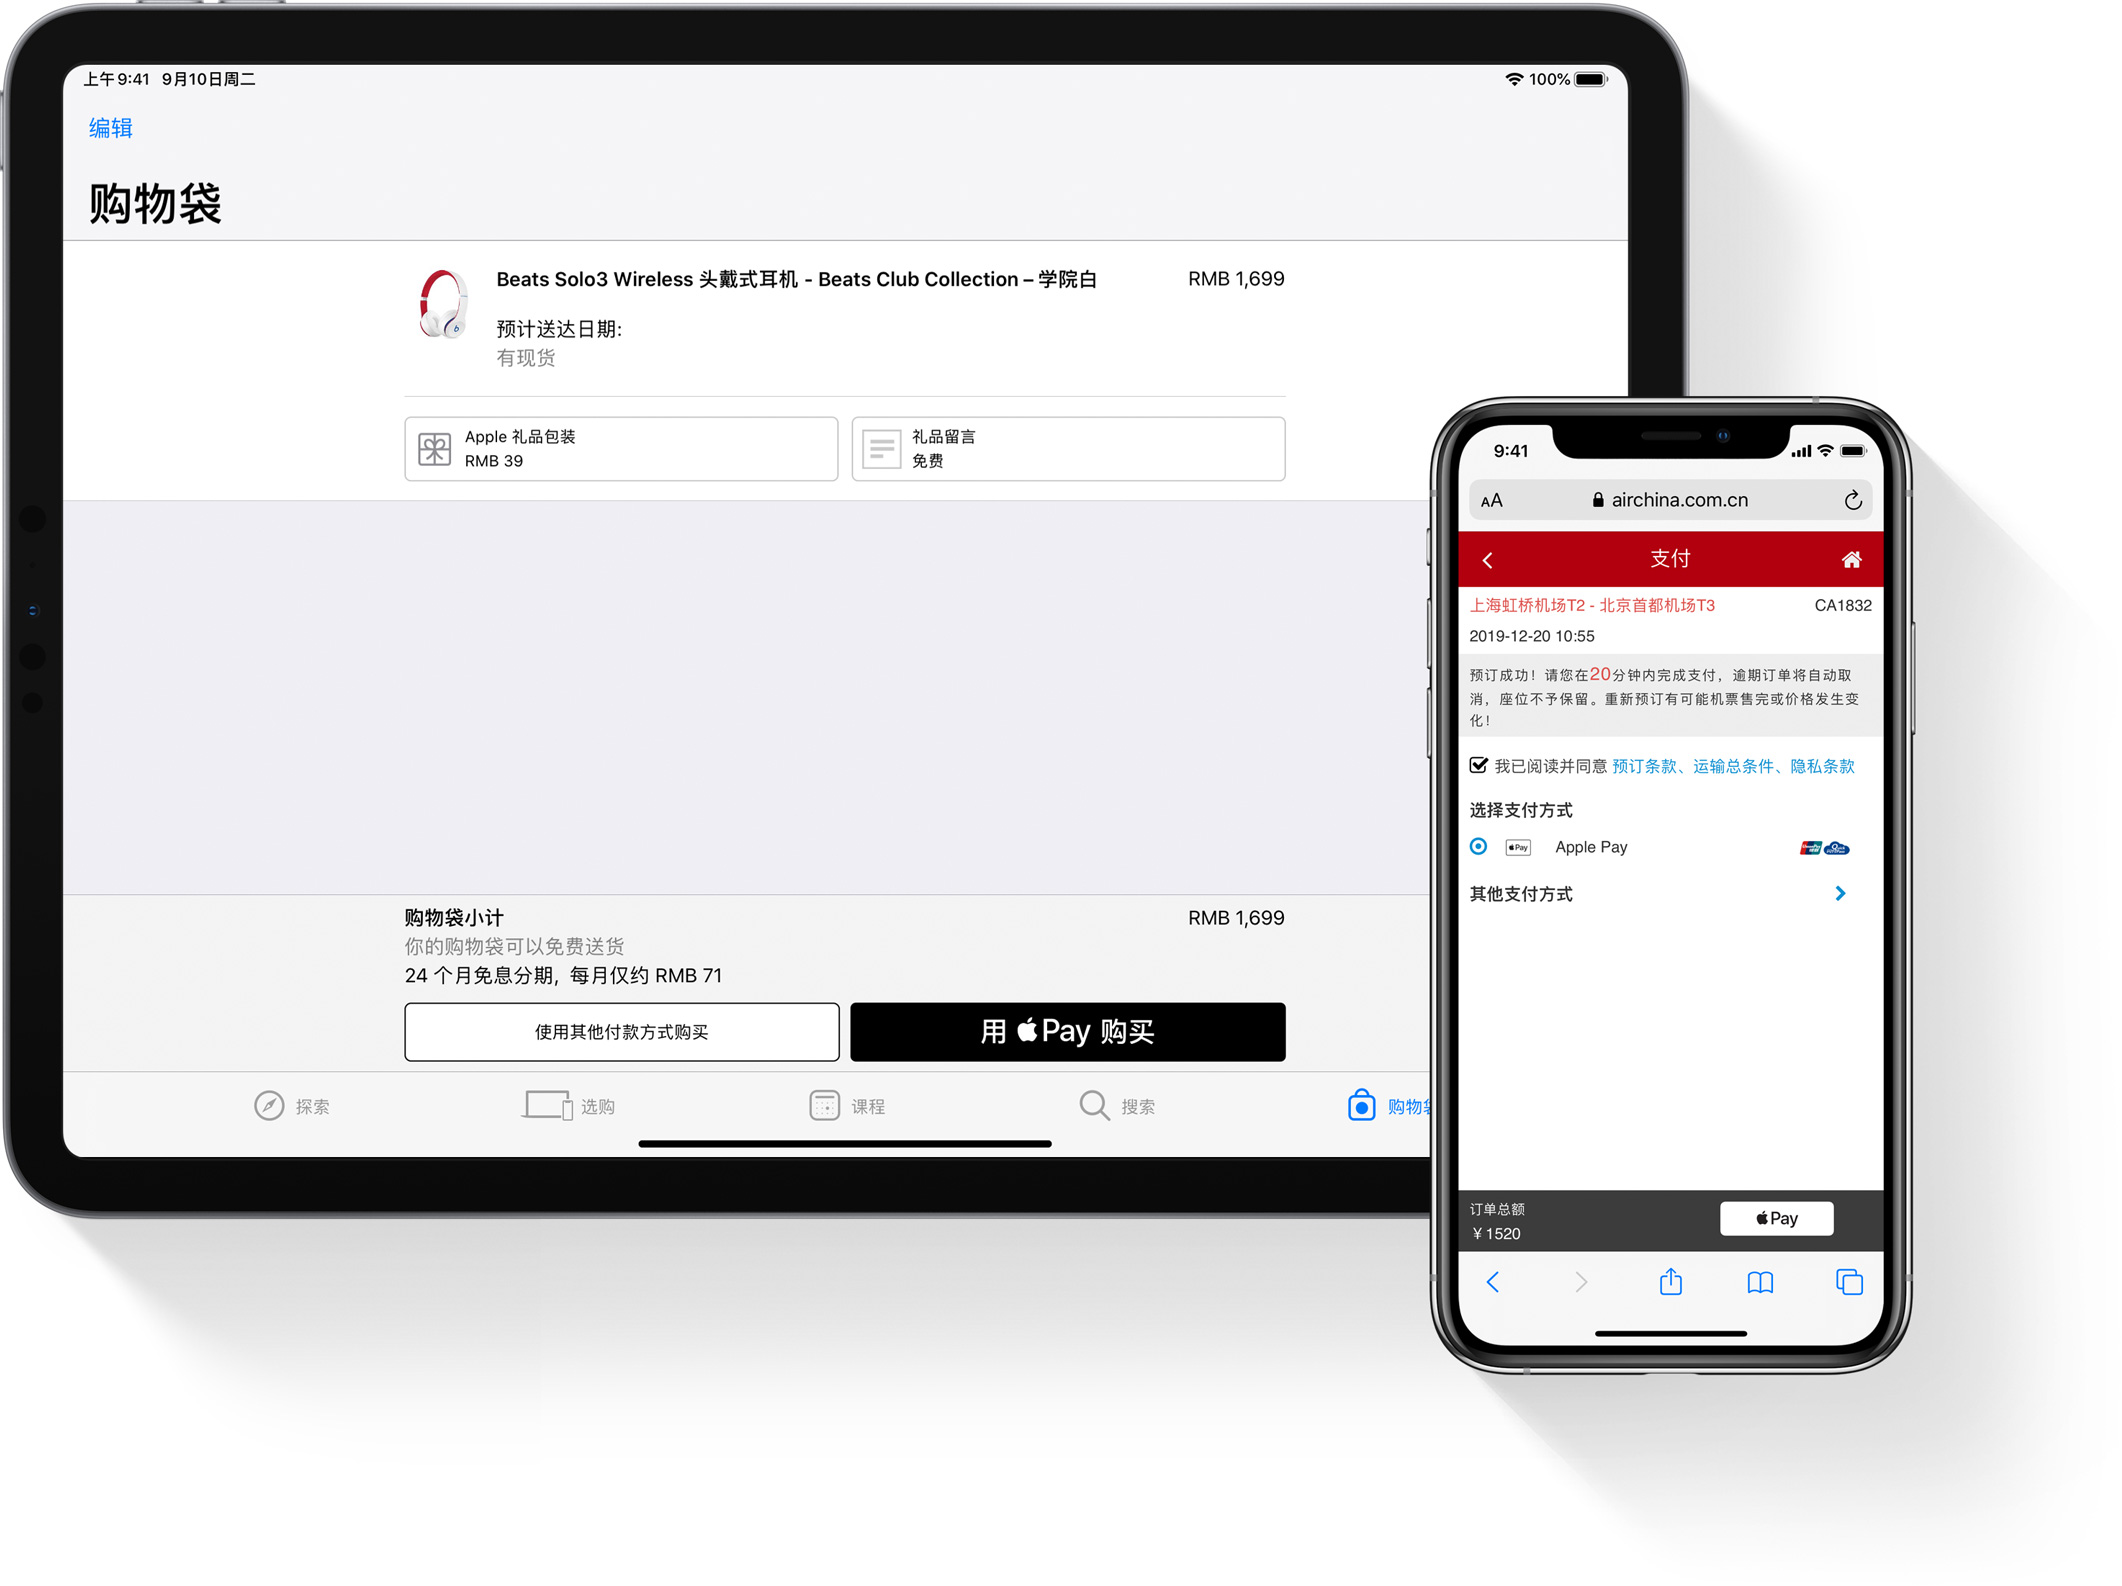 上午9:41 9月10日周二
100%
编辑
购物袋
Beats Solo3 Wireless 头戴式耳机 - Beats Club Collection – 学院白 RMB 1,699
预计送达日期:
有现货
Apple 礼品包装
RMB 39
礼品留言
免费
购物袋小计 RMB 1,699
你的购物袋可以免费送货
24 个月免息分期，每月仅约 RMB 71
使用其他付款方式购买
用 Pay 购买
探索 选购 课程 搜索 购物
9:41
AA airchina.com.cn
支付
上海虹桥机场T2 - 北京首都机场T3 CA1832
2019-12-20 10:55
预订成功！请您在20分钟内完成支付，逾期订单将自动取
消，座位不予保留。重新预订有可能机票售完或价格发生变
化！
我已阅读并同意 预订条款、运输总条件、隐私条款
选择支付方式
Pay Apple Pay
其他支付方式
订单总额
¥ 1520
Pay